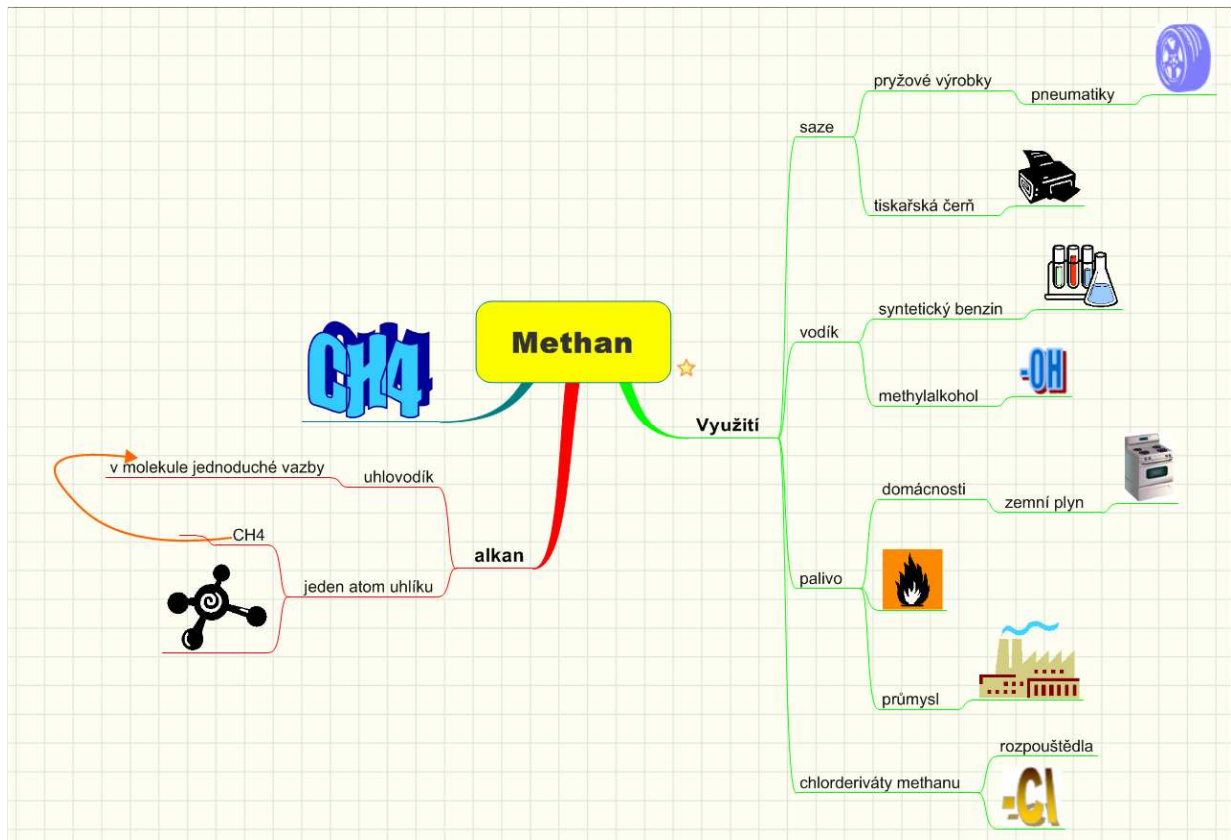 Methan
CH4
alkan
uhlovodík
v molekule jednoduché vazby
jeden atom uhlíku
CH4
Využití
saze
pryžové výrobky
pneumatiky
tiskařská čerň
vodík
syntetický benzin
methylalkohol
-OH
palivo
domácnosti
zemní plyn
průmysl
chlorderiváty methanu
rozpouštědla
-Cl